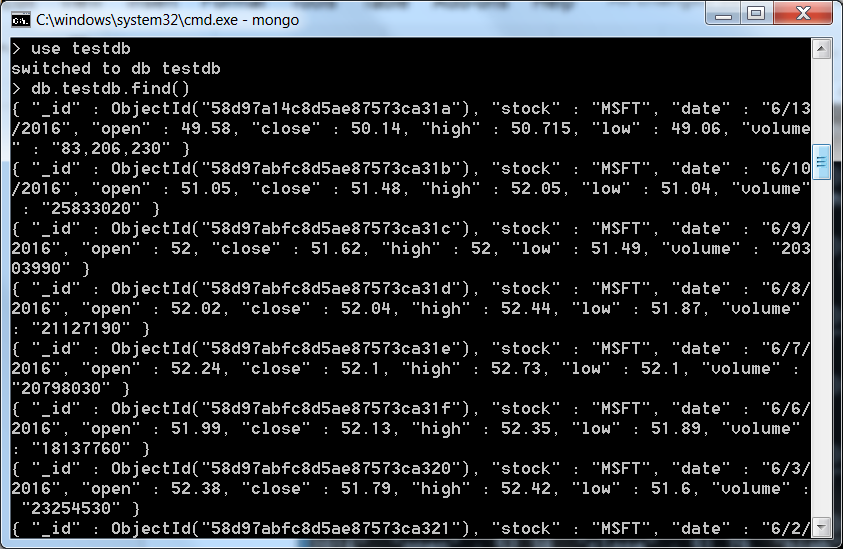 C:\windows\system32\cmd.exe - mongo
> use testdb
switched to db testdb
> db.testdb.find()
{ "_id" : ObjectId("58d97a14c8d5ae87573ca31a"), "stock" : "MSFT", "date" : "6/13
/2016", "open" : 49.58, "close" : 50.14, "high" : 50.715, "low" : 49.06, "volume
" : "83,206,230" }
{ "_id" : ObjectId("58d97abfc8d5ae87573ca31b"), "stock" : "MSFT", "date" : "6/10
/2016", "open" : 51.05, "close" : 51.48, "high" : 52.05, "low" : 51.04, "volume"
 : "25833020" }
{ "_id" : ObjectId("58d97abfc8d5ae87573ca31c"), "stock" : "MSFT", "date" : "6/9/
2016", "open" : 52, "close" : 51.62, "high" : 52, "low" : 51.49, "volume" : "203
03990" }
{ "_id" : ObjectId("58d97abfc8d5ae87573ca31d"), "stock" : "MSFT", "date" : "6/8/
2016", "open" : 52.02, "close" : 52.04, "high" : 52.44, "low" : 51.87, "volume"
: "21127190" }
{ "_id" : ObjectId("58d97abfc8d5ae87573ca31e"), "stock" : "MSFT", "date" : "6/7/
2016", "open" : 52.24, "close" : 52.1, "high" : 52.73, "low" : 52.1, "volume" :
"20798030" }
{ "_id" : ObjectId("58d97abfc8d5ae87573ca31f"), "stock" : "MSFT", "date" : "6/6/
2016", "open" : 51.99, "close" : 52.13, "high" : 52.35, "low" : 51.89, "volume"
: "18137760" }
{ "_id" : ObjectId("58d97abfc8d5ae87573ca320"), "stock" : "MSFT", "date" : "6/3/
2016", "open" : 52.38, "close" : 51.79, "high" : 52.42, "low" : 51.6, "volume" :
 "23254530" }
{ "_id" : ObjectId("58d97abfc8d5ae87573ca321"), "stock" : "MSFT", "date" : "6/2/